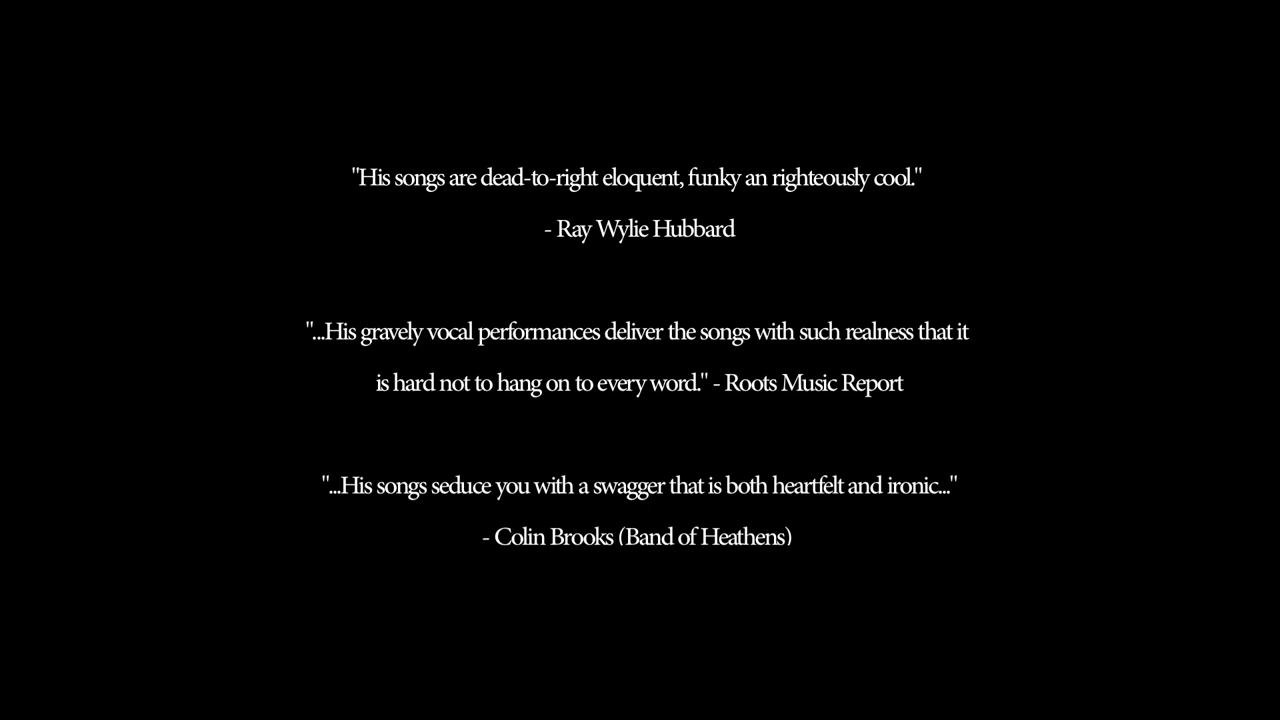 "His songs are dead-to-right eloquent, funky an righteously cool."
- Ray Wylie Hubbard
"...His gravely vocal performances deliver the songs with such realness that it
is hard not to hang on to every word." - Roots Music Report
"...His songs seduce you with a swagger that is both heartfelt and ironic..."
- Colin Brooks (Band of Heathens)